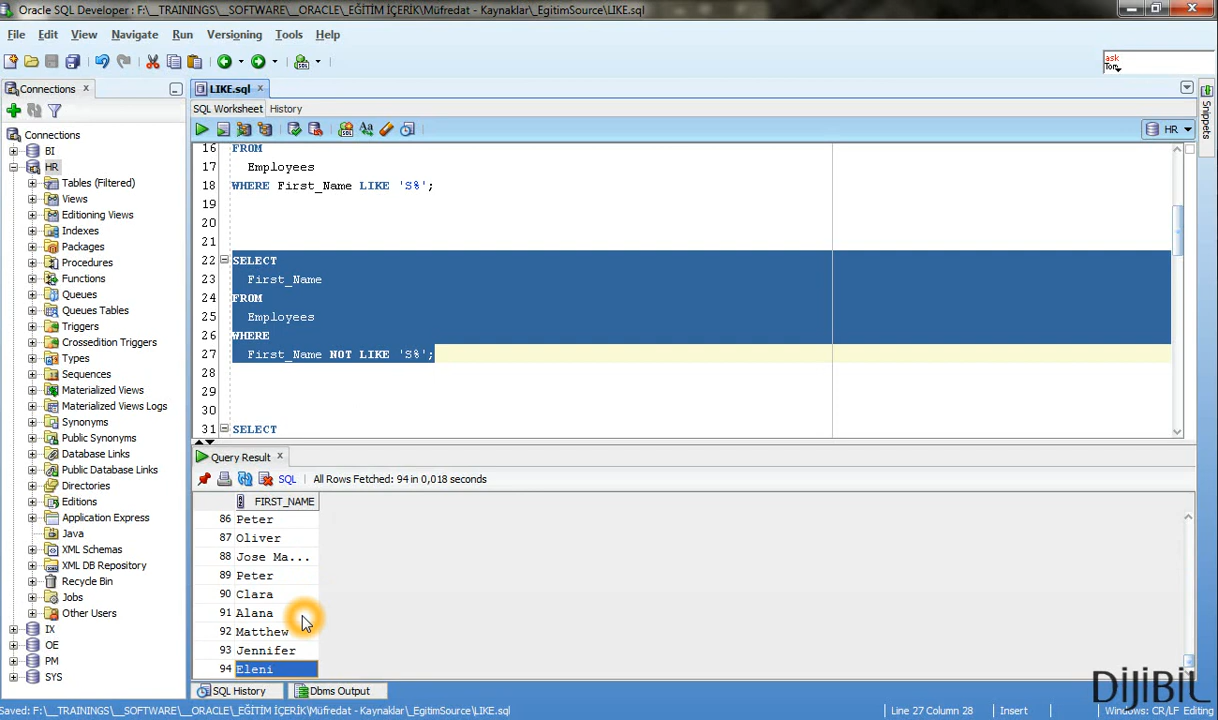 Oracle SQL Developer : F:\__TRAININGS\__SOFTWARE\__ORACLE\_EĞİTİM İÇERİK\Müfredat - Kaynaklar\_EgitimSource\LIKE.sql
File Edit View Navigate Run Versioning Tools Help
ask
Tom
Connections
LIKE.sql
SQL Worksheet History
HR
Snippets
Connections
BI
HR
Tables (Filtered)
Views
Editioning Views
Indexes
Packages
Procedures
Functions
Queues
Queues Tables
Triggers
Crossedition Triggers
Types
Sequences
Materialized Views
Materialized Views Logs
Synonyms
Public Synonyms
Database Links
Public Database Links
Directories
Editions
Application Express
Java
XML Schemas
XML DB Repository
Recycle Bin
Jobs
Other Users
IX
OE
PM
SYS
16 FROM
17 Employees
18 WHERE First_Name LIKE 'S%';
19
20
21
22 SELECT
23 First_Name
24 FROM
25 Employees
26 WHERE
27 First_Name NOT LIKE 'S%';
28
29
30
31 SELECT
Query Result
SQL All Rows Fetched: 94 in 0,018 seconds
FIRST_NAME
86 Peter
87 Oliver
88 Jose Ma...
89 Peter
90 Clara
91 Alana
92 Matthew
93 Jennifer
94 Eleni
SQL History Dbms Output
DIJIBIL
Saved: F:\__TRAININGS\__SOFTWARE\__ORACLE\_EĞİTİM İÇERİK\Müfredat - Kaynaklar\_EgitimSource\LIKE.sql
Line 27 Column 28 Insert Windows: CR/LF Editing